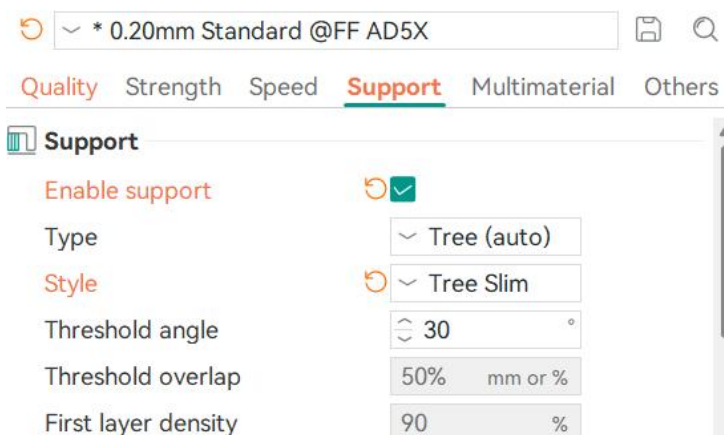 * 0.20mm Standard @FF AD5X
Quality Strength Speed Support Multimaterial Others
Support
Enable support
Type Tree (auto)
Style Tree Slim
Threshold angle 30 °
Threshold overlap 50% mm or %
First layer density 90 %